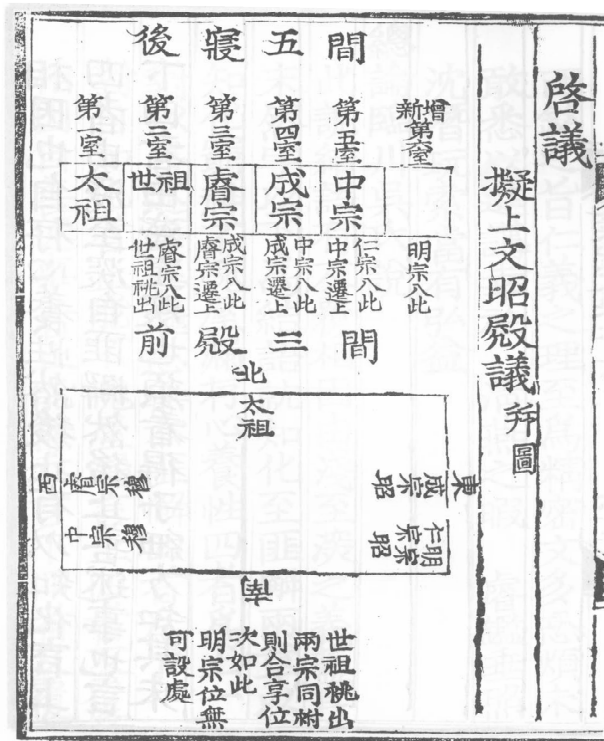 啓議
擬上文昭殿議 幷圖
後寢五間
增新第六室
第五室
第四室
第三室
第二室
第一室
中宗
成宗
睿宗
世祖
太祖
明宗入此
仁宗入此
中宗遷上
中宗入此
成宗遷上
成宗入此
睿宗遷上
睿宗入此
世祖祧出
前殿三間
北
太祖
東
成宗昭
仁宗明宗昭
西
睿宗穆
中宗穆
南
世祖祧出
兩宗同祔
則合享位
次如此
明宗位無
可設處